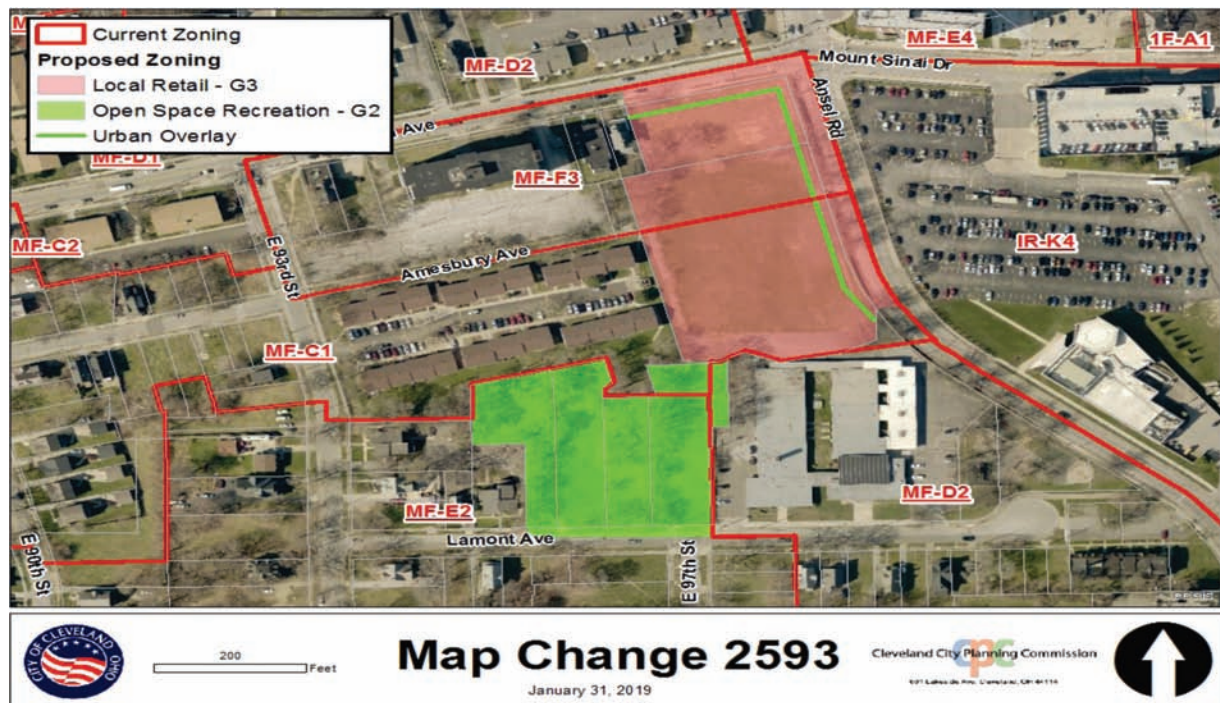 Current Zoning
Proposed Zoning
Local Retail - G3
Open Space Recreation - G2
Urban Overlay
MF-D2
MF-E4
1F-A1
Mount Sinai Dr
Ansel Rd
Ave
MF-D1
MF-F3
MF-C2
E 93rd St
Amesbury Ave
IR-K4
MF-C1
MF-E2
MF-D2
Lamont Ave
E 90th St
E 97th St
CITY OF CLEVELAND
OHIO
200
Feet
Map Change 2593
January 31, 2019
cpc
Cleveland City Planning Commission